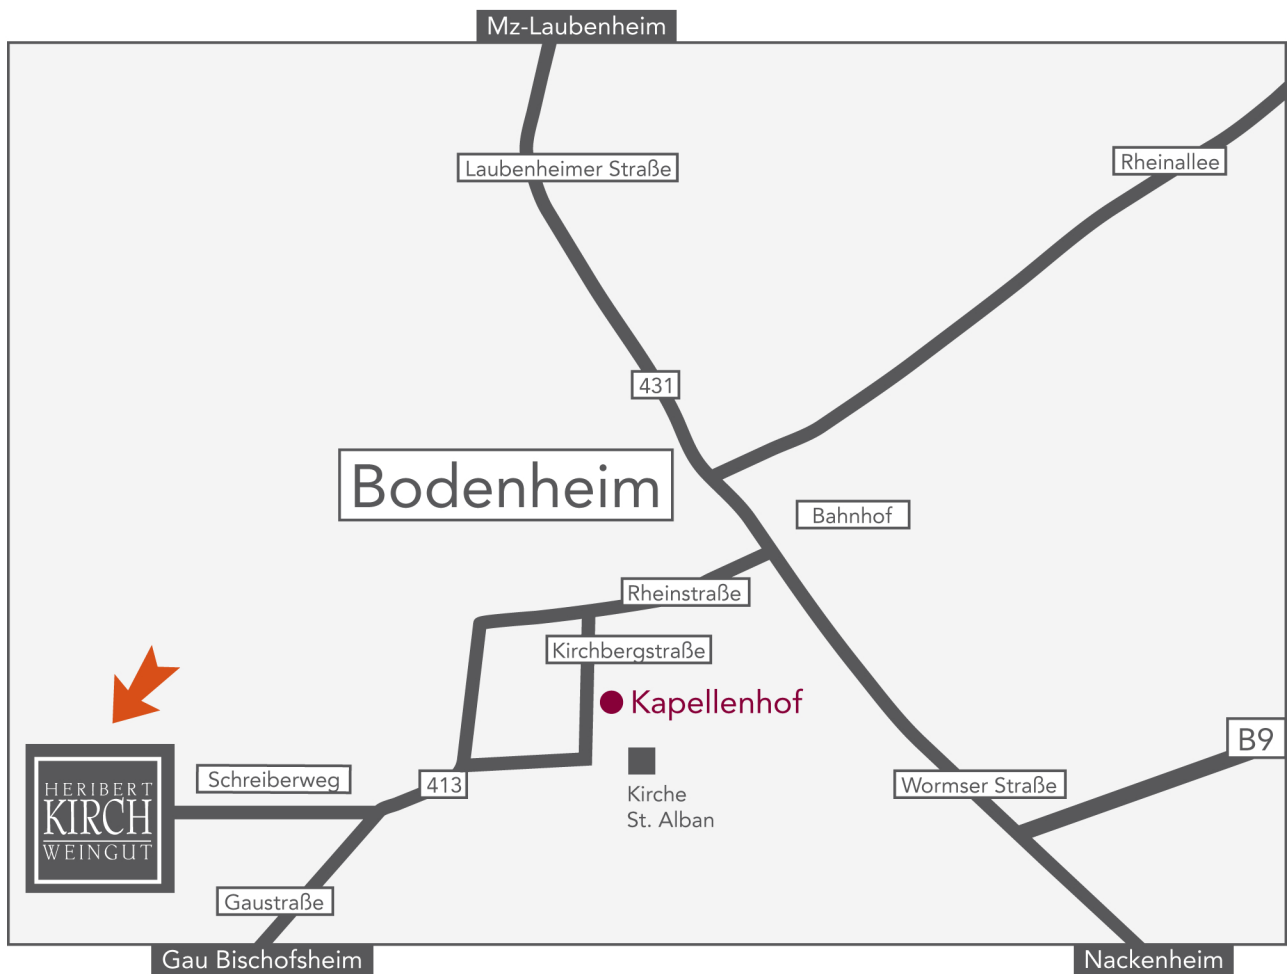 Mz-Laubenheim
Laubenheimer Straße
Rheinallee
431
Bodenheim
Bahnhof
Rheinstraße
Kirchbergstraße
Kapellenhof
B9
Schreiberweg
413
Wormser Straße
Kirche
St. Alban
HERIBERT
KIRCH
WEINGUT
Gaustraße
Gau Bischofsheim
Nackenheim